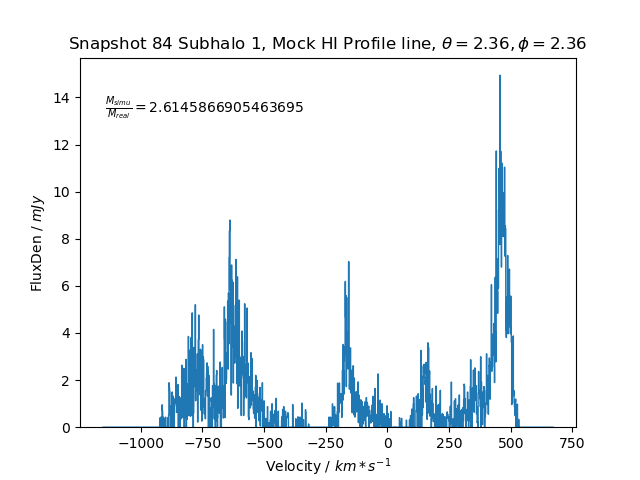 Snapshot 84 Subhalo 1, Mock HI Profile line, θ = 2.36, ϕ = 2.36
M_simu / M_real = 2.6145866905463695
14
12
10
8
6
4
2
0
FluxDen / mJy
−1000 −750 −500 −250 0 250 500 750
Velocity / km * s⁻¹